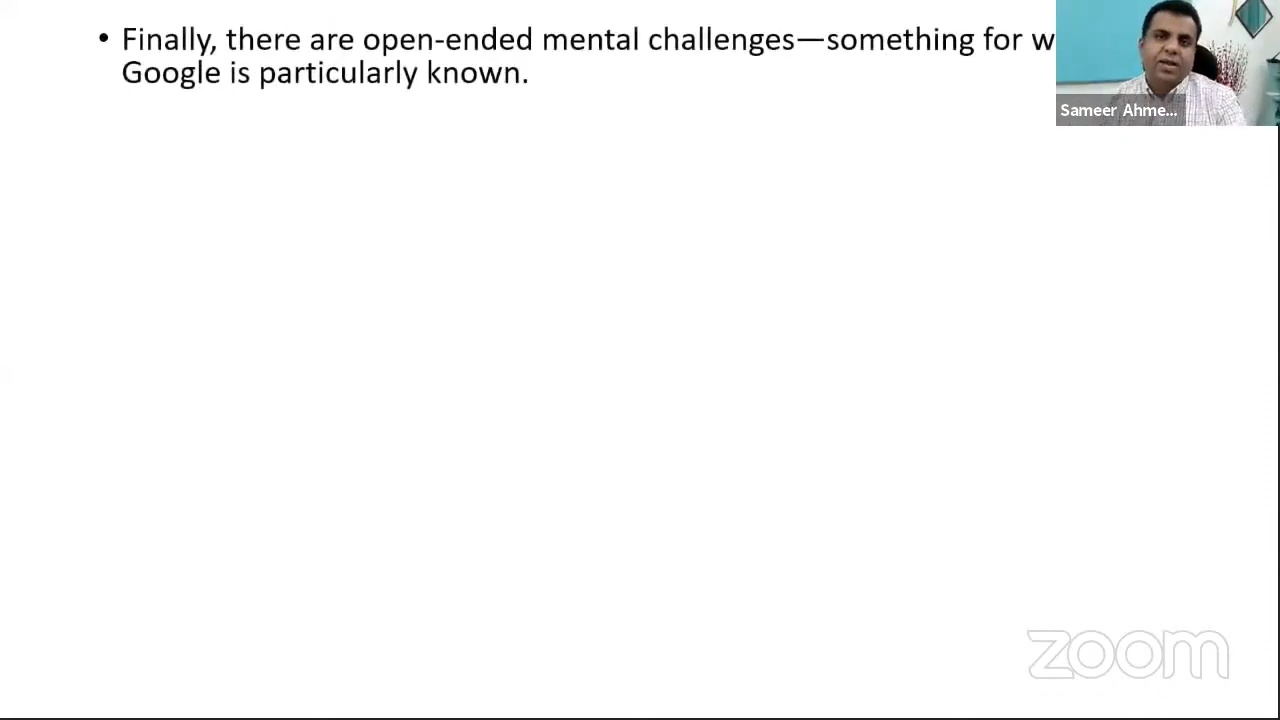 • Finally, there are open-ended mental challenges—something for w
Google is particularly known.
Sameer Ahme...
zoom